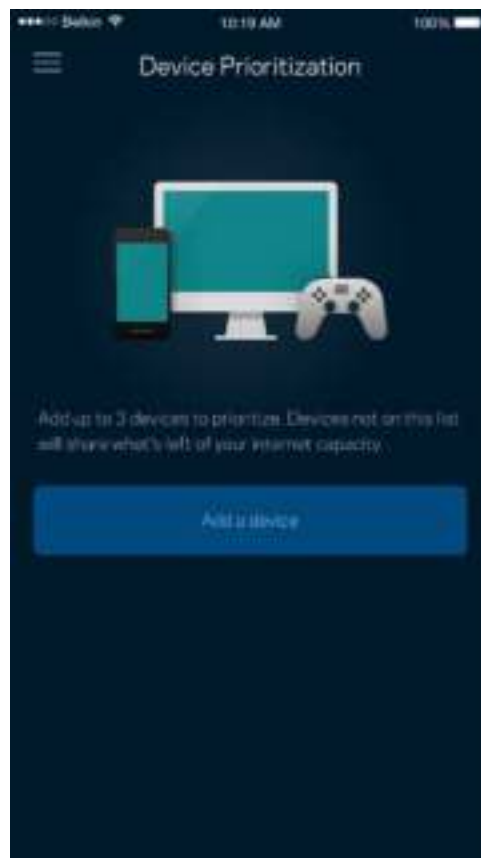 Belkin 10:19 AM 100%
Device Prioritization
Add up to 3 devices to prioritize. Devices not on this list
will share what's left of your internet capacity.
Add a device